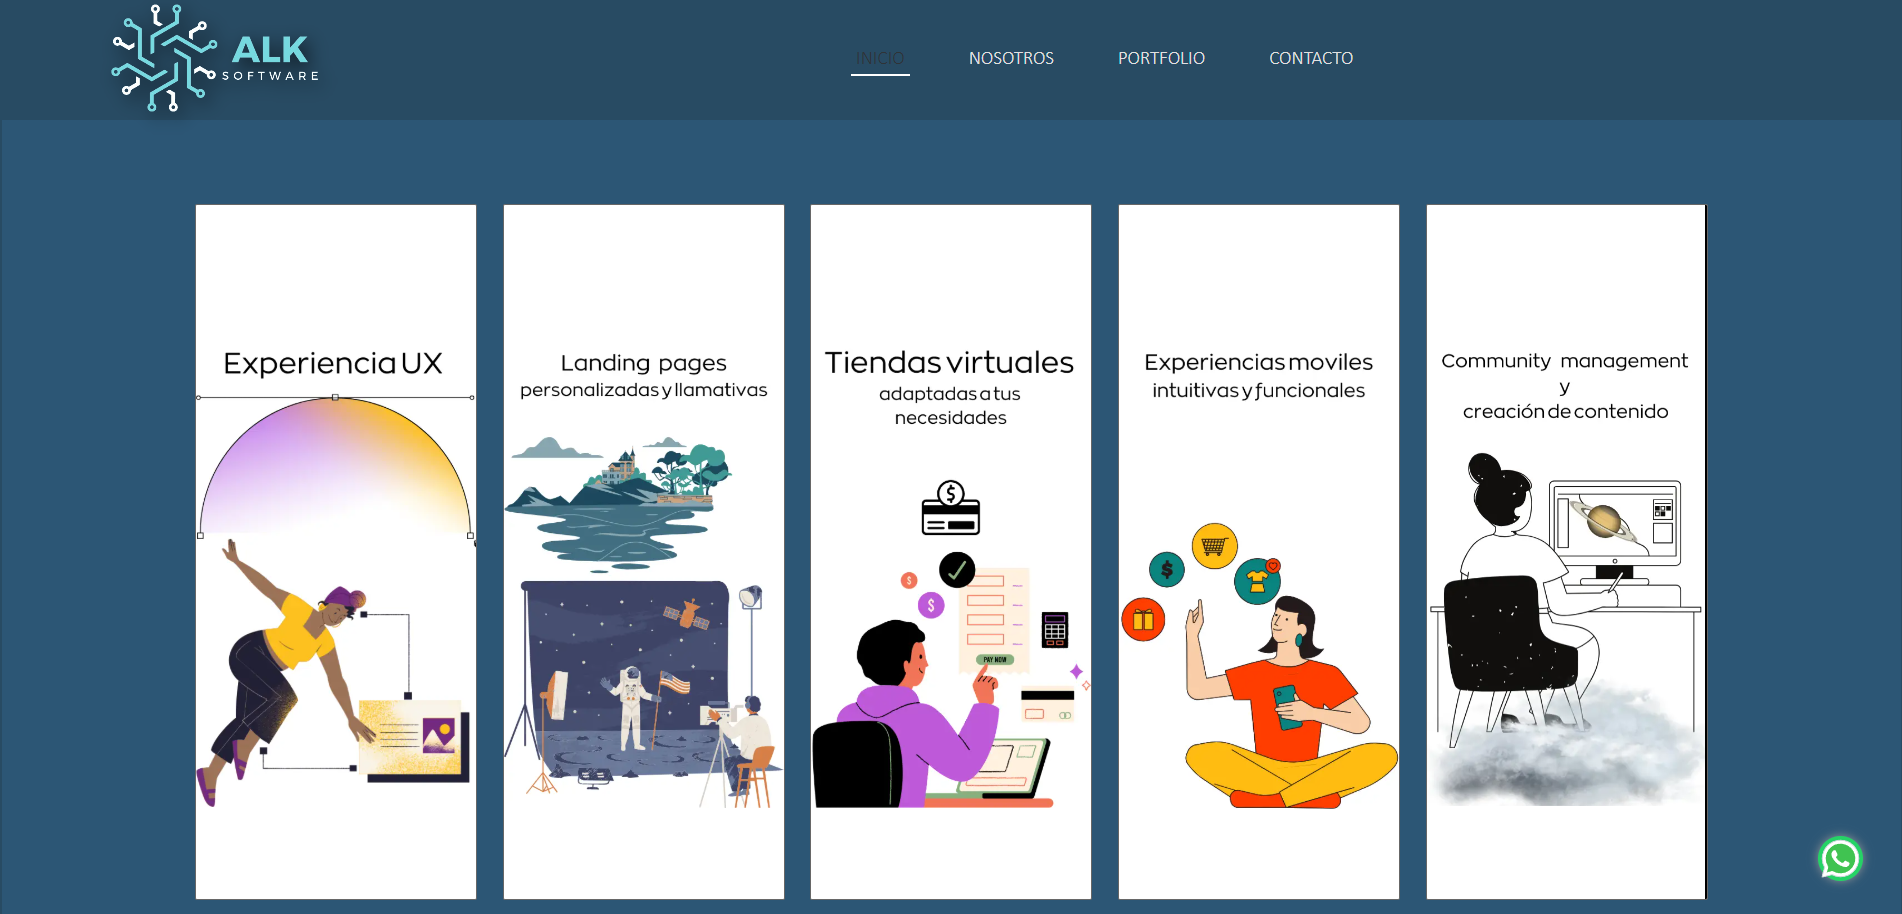 ALK
SOFTWARE
INICIO
NOSOTROS
PORTFOLIO
CONTACTO
Experiencia UX
Landing pages
personalizadas y llamativas
Tiendas virtuales
adaptadas a tus
necesidades
PAY NOW
Experiencias moviles
intuitivas y funcionales
Community management
y
creación de contenido